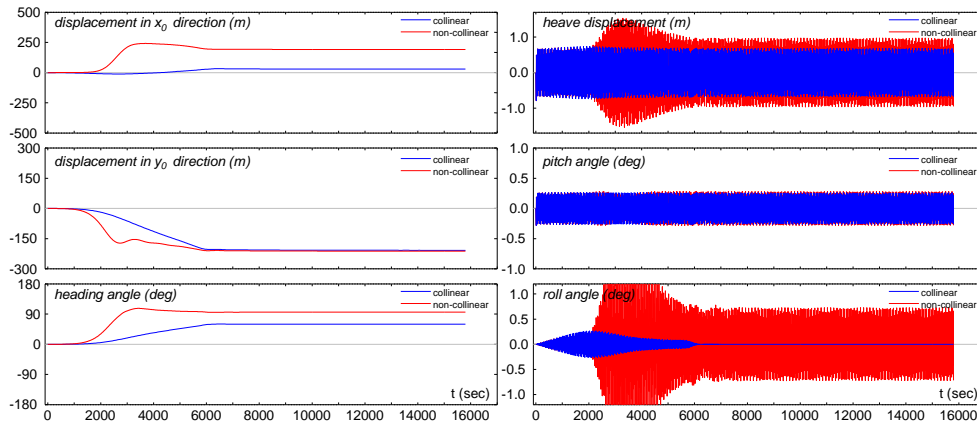 displacement in x0 direction (m)
collinear
non-collinear
500
250
0
-250
-500
displacement in y0 direction (m)
collinear
non-collinear
300
150
0
-150
-300
heading angle (deg)
collinear
non-collinear
180
90
0
-90
-180
t (sec)
0 2000 4000 6000 8000 10000 12000 14000 16000
heave displacement (m)
collinear
non-collinear
1.0
0.0
-1.0
pitch angle (deg)
collinear
non-collinear
1.0
0.5
0.0
-0.5
-1.0
roll angle (deg)
collinear
non-collinear
1.0
0.5
0.0
-0.5
-1.0
t (sec)
0 2000 4000 6000 8000 10000 12000 14000 1600